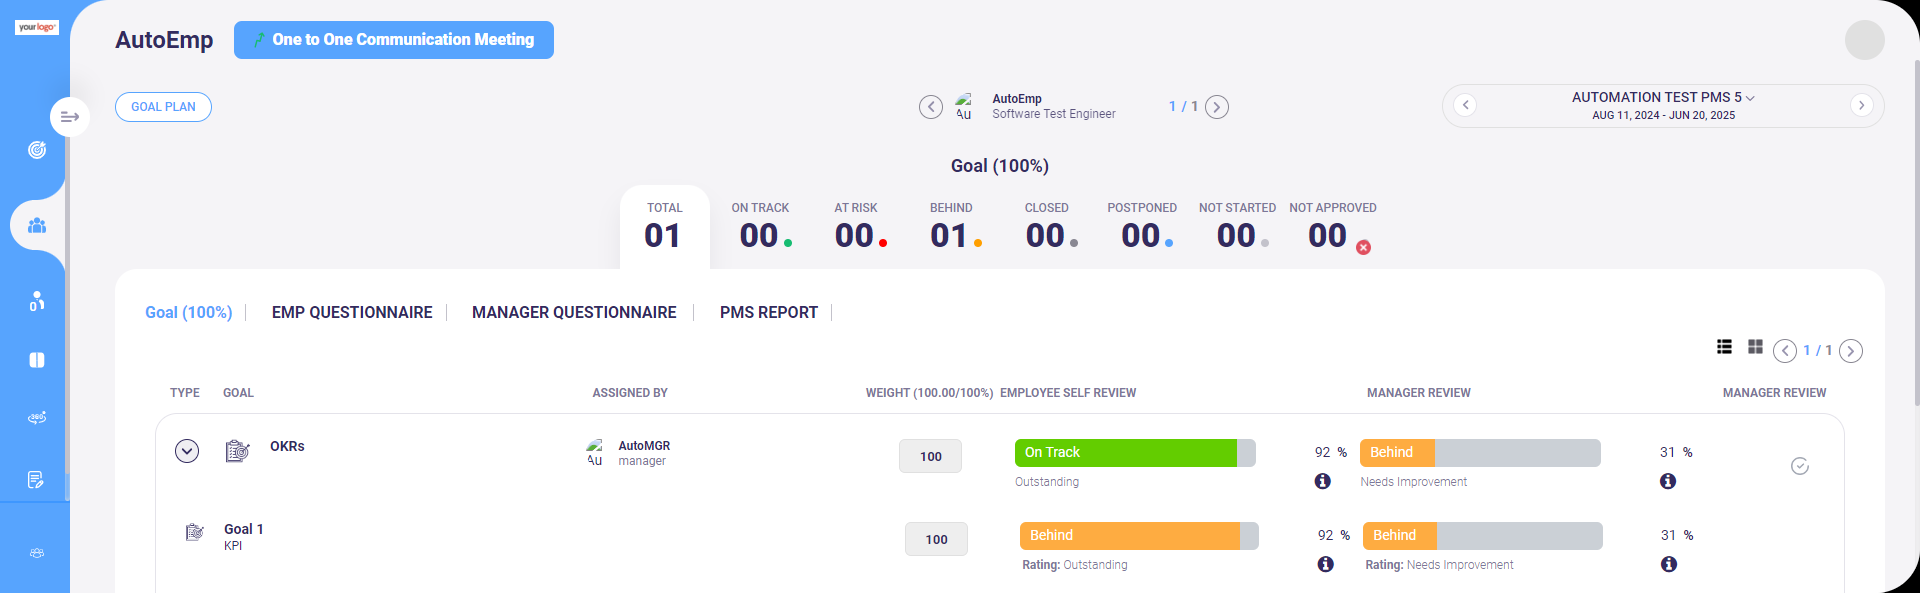 yourlogo
AutoEmp
One to One Communication Meeting
GOAL PLAN
AutoEmp
Software Test Engineer
Au
1 / 1
AUTOMATION TEST PMS 5
AUG 11, 2024 - JUN 20, 2025
Goal (100%)
TOTAL ON TRACK AT RISK BEHIND CLOSED POSTPONED NOT STARTED NOT APPROVED
01 00 00 01 00 00 00 00
Goal (100%) EMP QUESTIONNAIRE MANAGER QUESTIONNAIRE PMS REPORT
1 / 1
TYPE GOAL ASSIGNED BY WEIGHT (100.00/100%) EMPLOYEE SELF REVIEW MANAGER REVIEW MANAGER REVIEW
OKRs
Au
AutoMGR
manager
100
On Track
92 %
Outstanding
Behind
31 %
Needs Improvement
Goal 1
KPI
100
Behind
92 %
Rating: Outstanding
Behind
31 %
Rating: Needs Improvement
360°